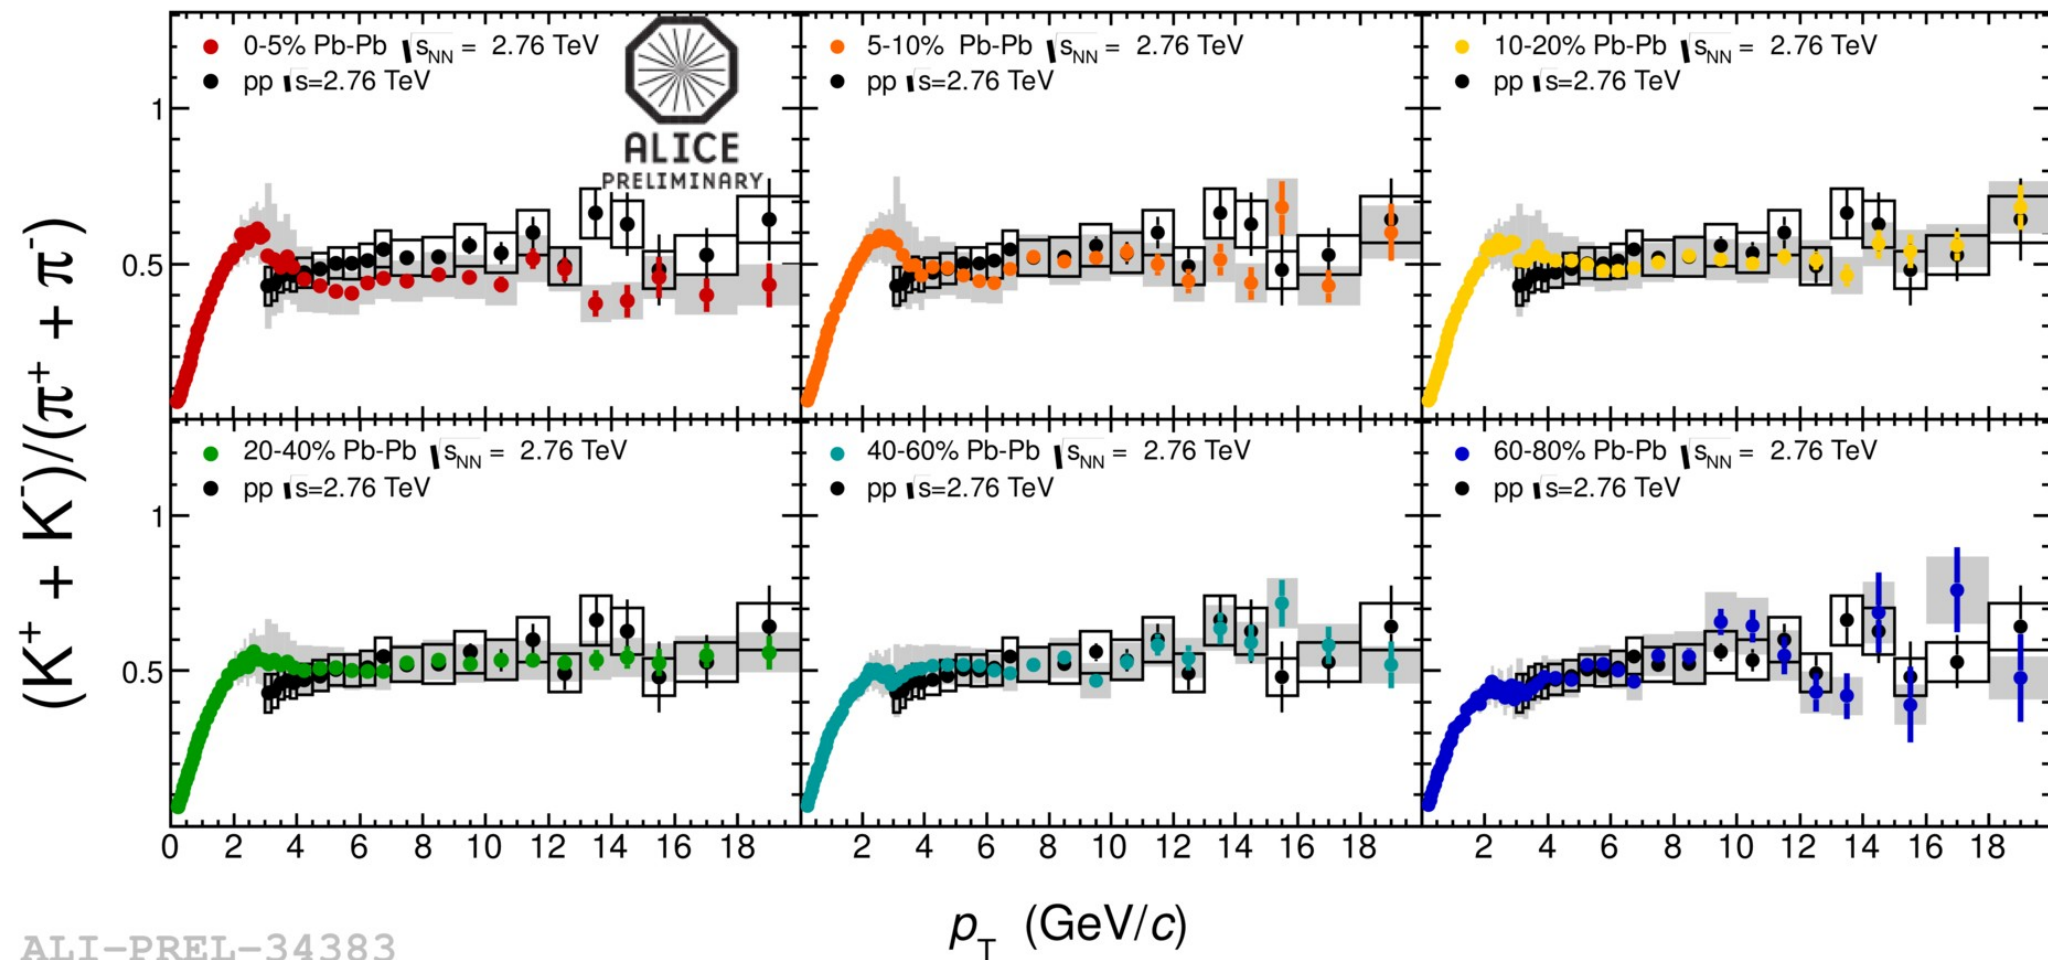 0-5% Pb-Pb √sNN = 2.76 TeV
pp √s=2.76 TeV
ALICE
PRELIMINARY
5-10% Pb-Pb √sNN = 2.76 TeV
pp √s=2.76 TeV
10-20% Pb-Pb √sNN = 2.76 TeV
pp √s=2.76 TeV
1
0.5
20-40% Pb-Pb √sNN = 2.76 TeV
pp √s=2.76 TeV
40-60% Pb-Pb √sNN = 2.76 TeV
pp √s=2.76 TeV
60-80% Pb-Pb √sNN = 2.76 TeV
pp √s=2.76 TeV
1
0.5
(K+ + K-)/(π+ + π-)
0 2 4 6 8 10 12 14 16 18
2 4 6 8 10 12 14 16 18
2 4 6 8 10 12 14 16 18
pT (GeV/c)
ALI-PREL-34383